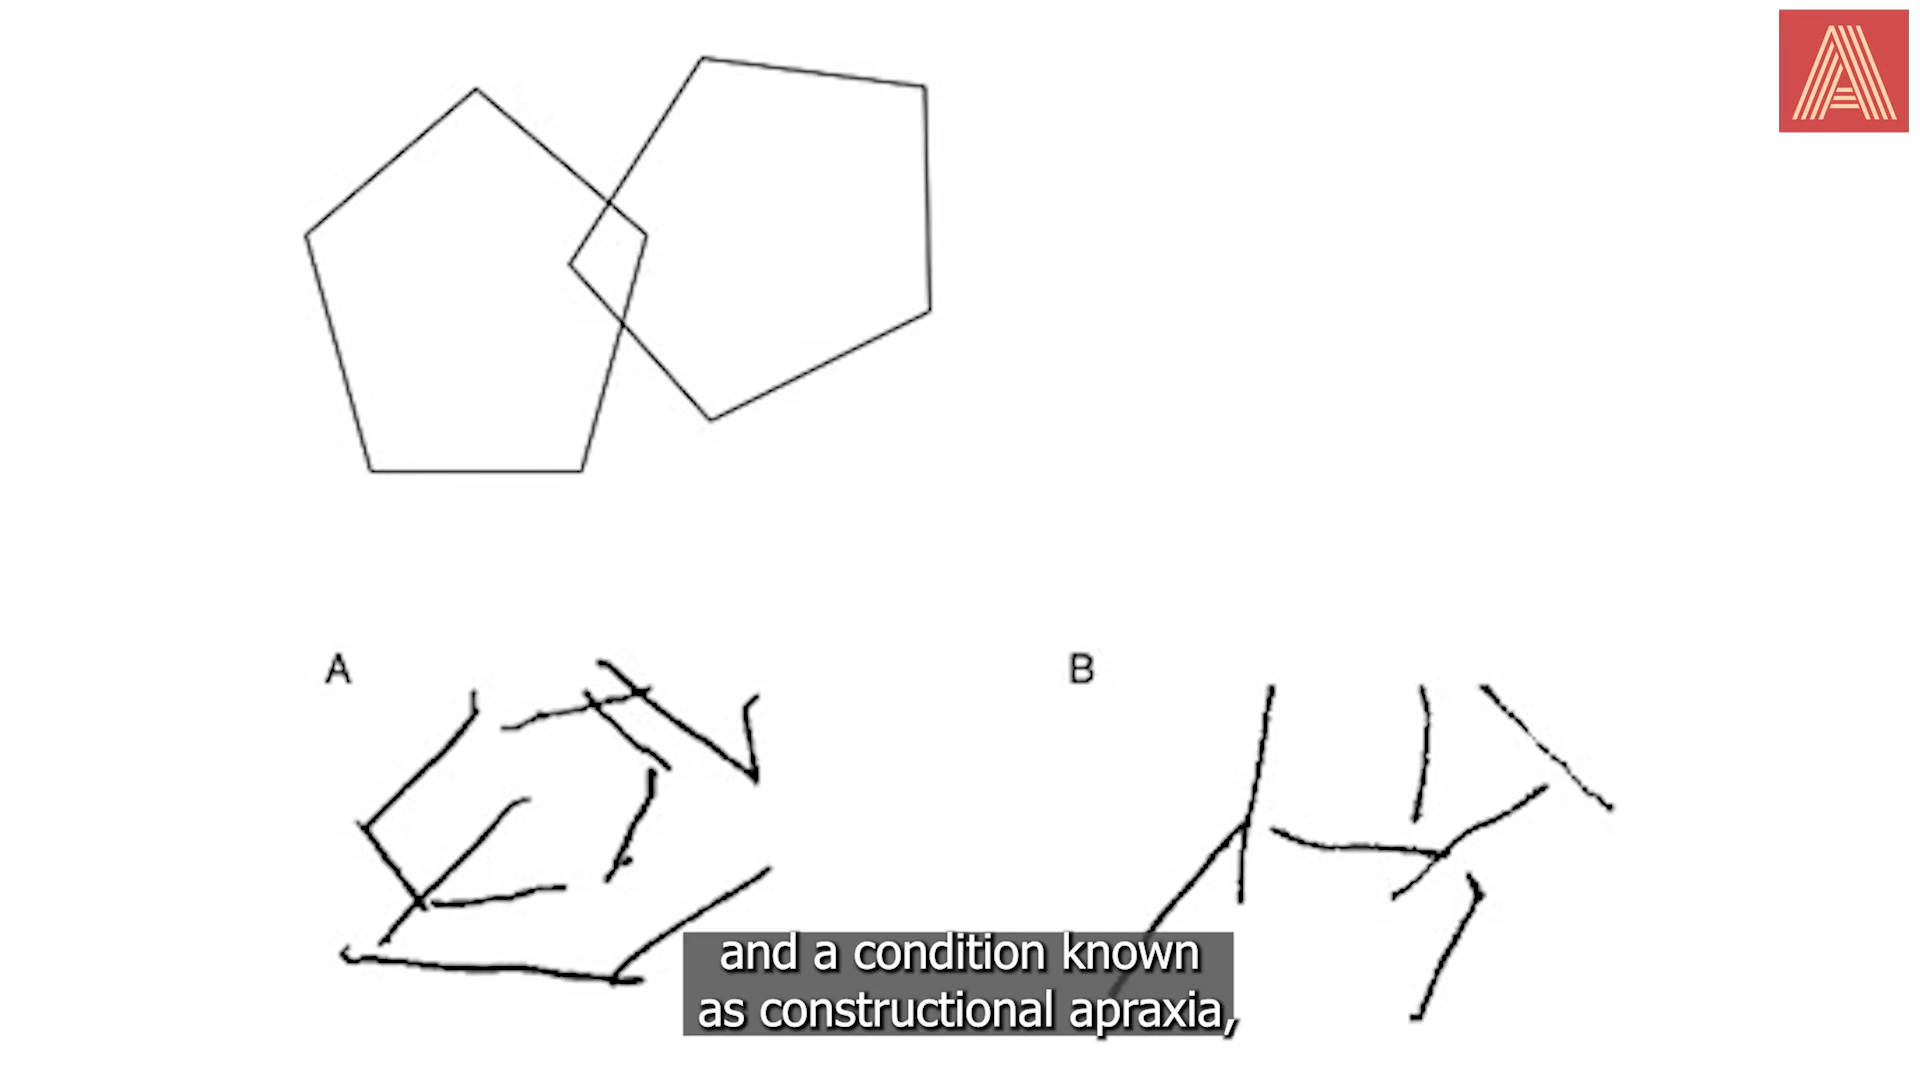 A
A
B
and a condition known
as constructional apraxia,